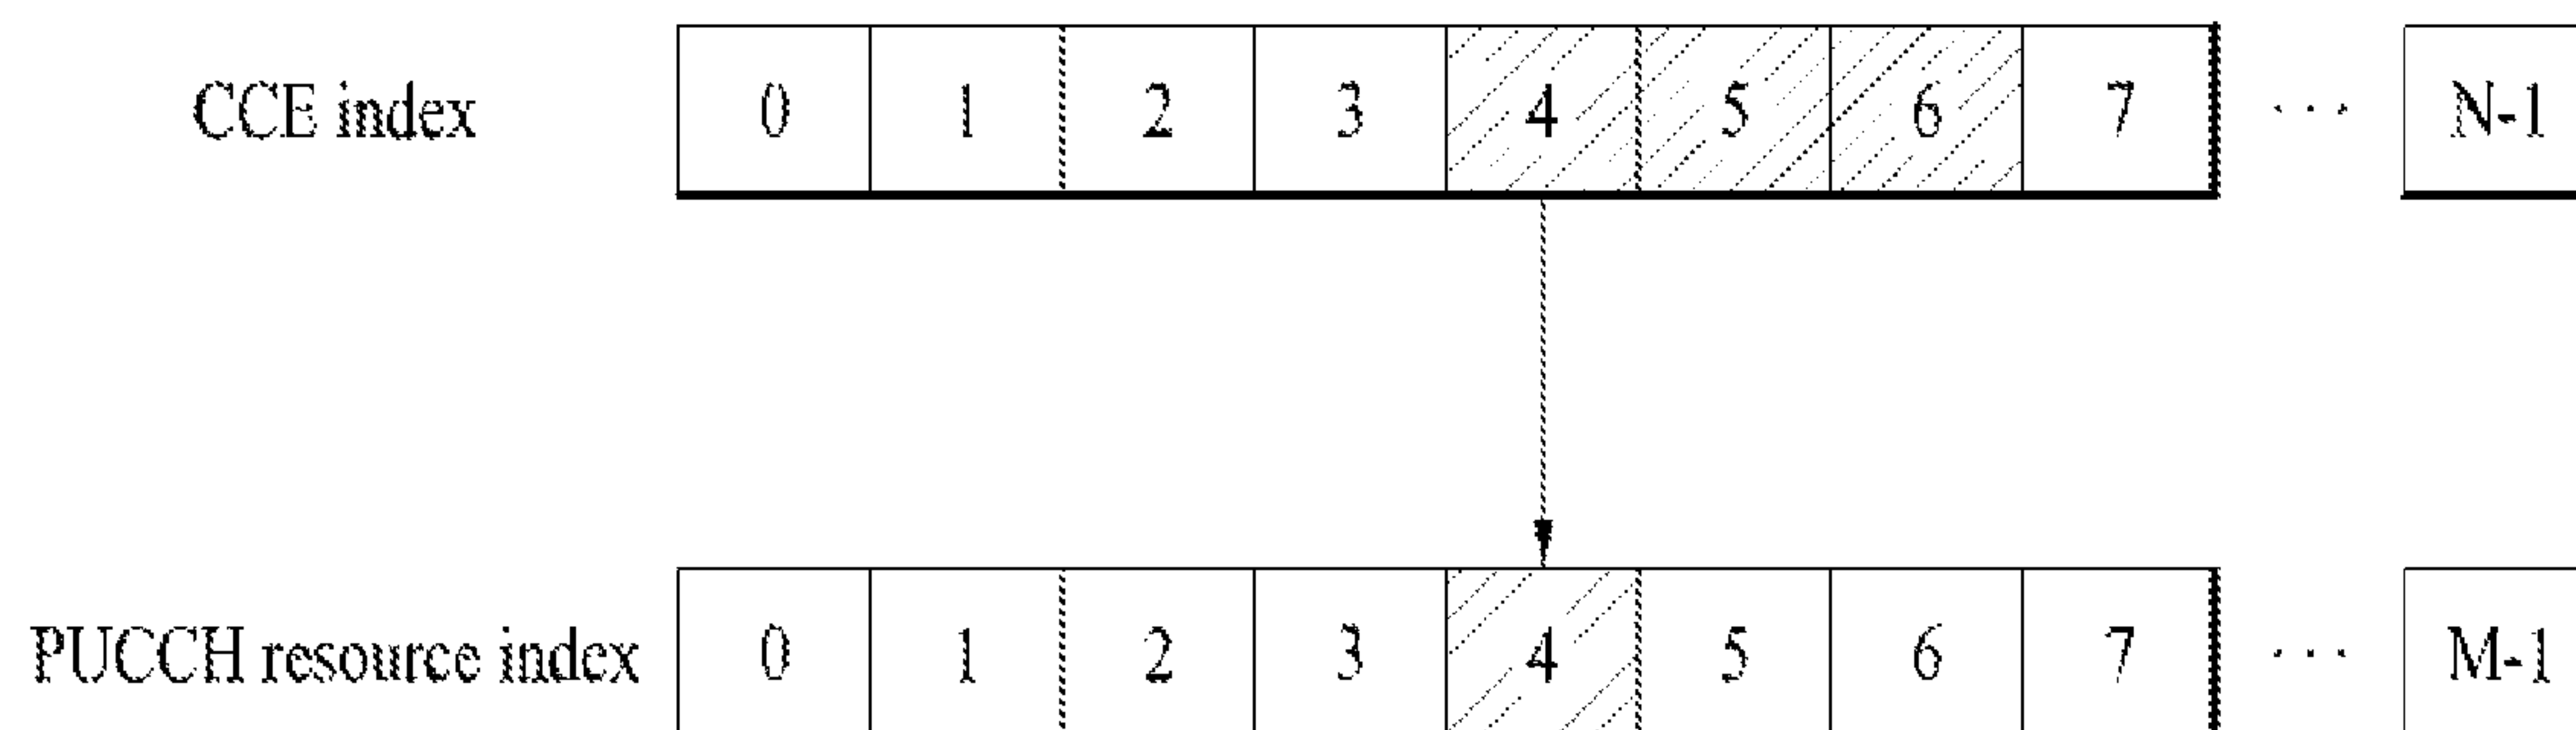 CCE index 0 1 2 3 4 5 6 7 ... N-1
PUCCH resource index 0 1 2 3 4 5 6 7 ... M-1